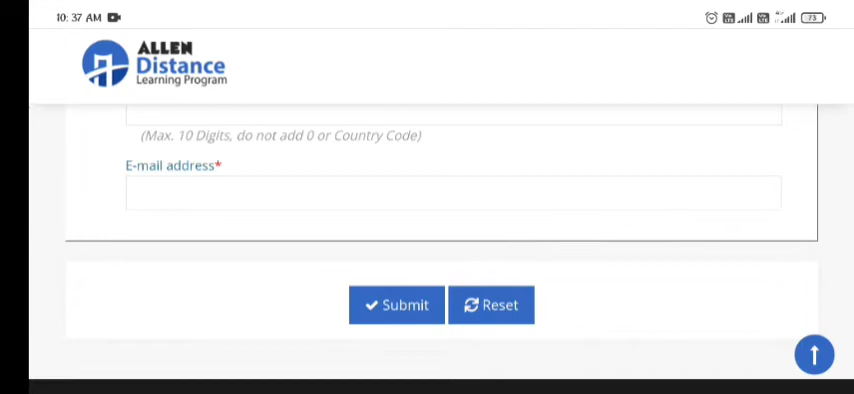 10:37 AM
73
ALLEN
Distance
Learning Program
(Max. 10 Digits, do not add 0 or Country Code)
E-mail address*
Submit
Reset